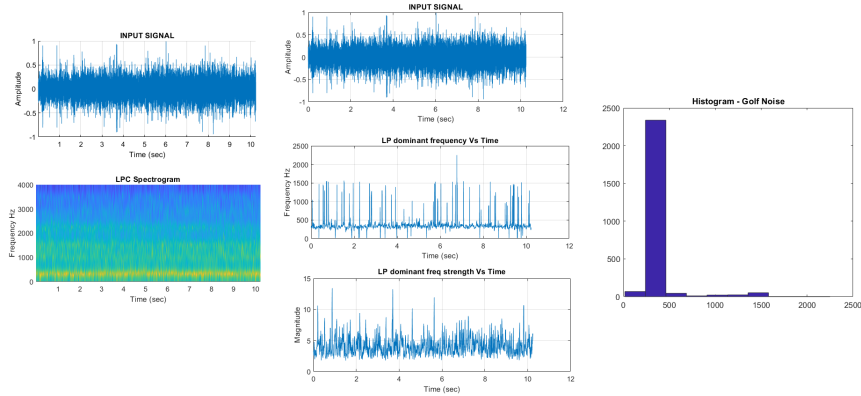 INPUT SIGNAL
1
0.5
0
-0.5
-1
Amplitude
1 2 3 4 5 6 7 8 9 10
Time (sec)
LPC Spectrogram
4000
3000
2000
1000
0
Frequency Hz
1 2 3 4 5 6 7 8 9 10
Time (sec)
INPUT SIGNAL
1
0.5
0
-0.5
-1
Amplitude
0 2 4 6 8 10 12
Time (sec)
LP dominant frequency Vs Time
2500
2000
1500
1000
500
0
Frequency Hz
0 2 4 6 8 10 12
Time (sec)
LP dominant freq strength Vs Time
15
10
5
0
Magnitude
0 2 4 6 8 10 12
Time (sec)
Histogram - Golf Noise
2500
2000
1500
1000
500
0
0 500 1000 1500 2000 2500